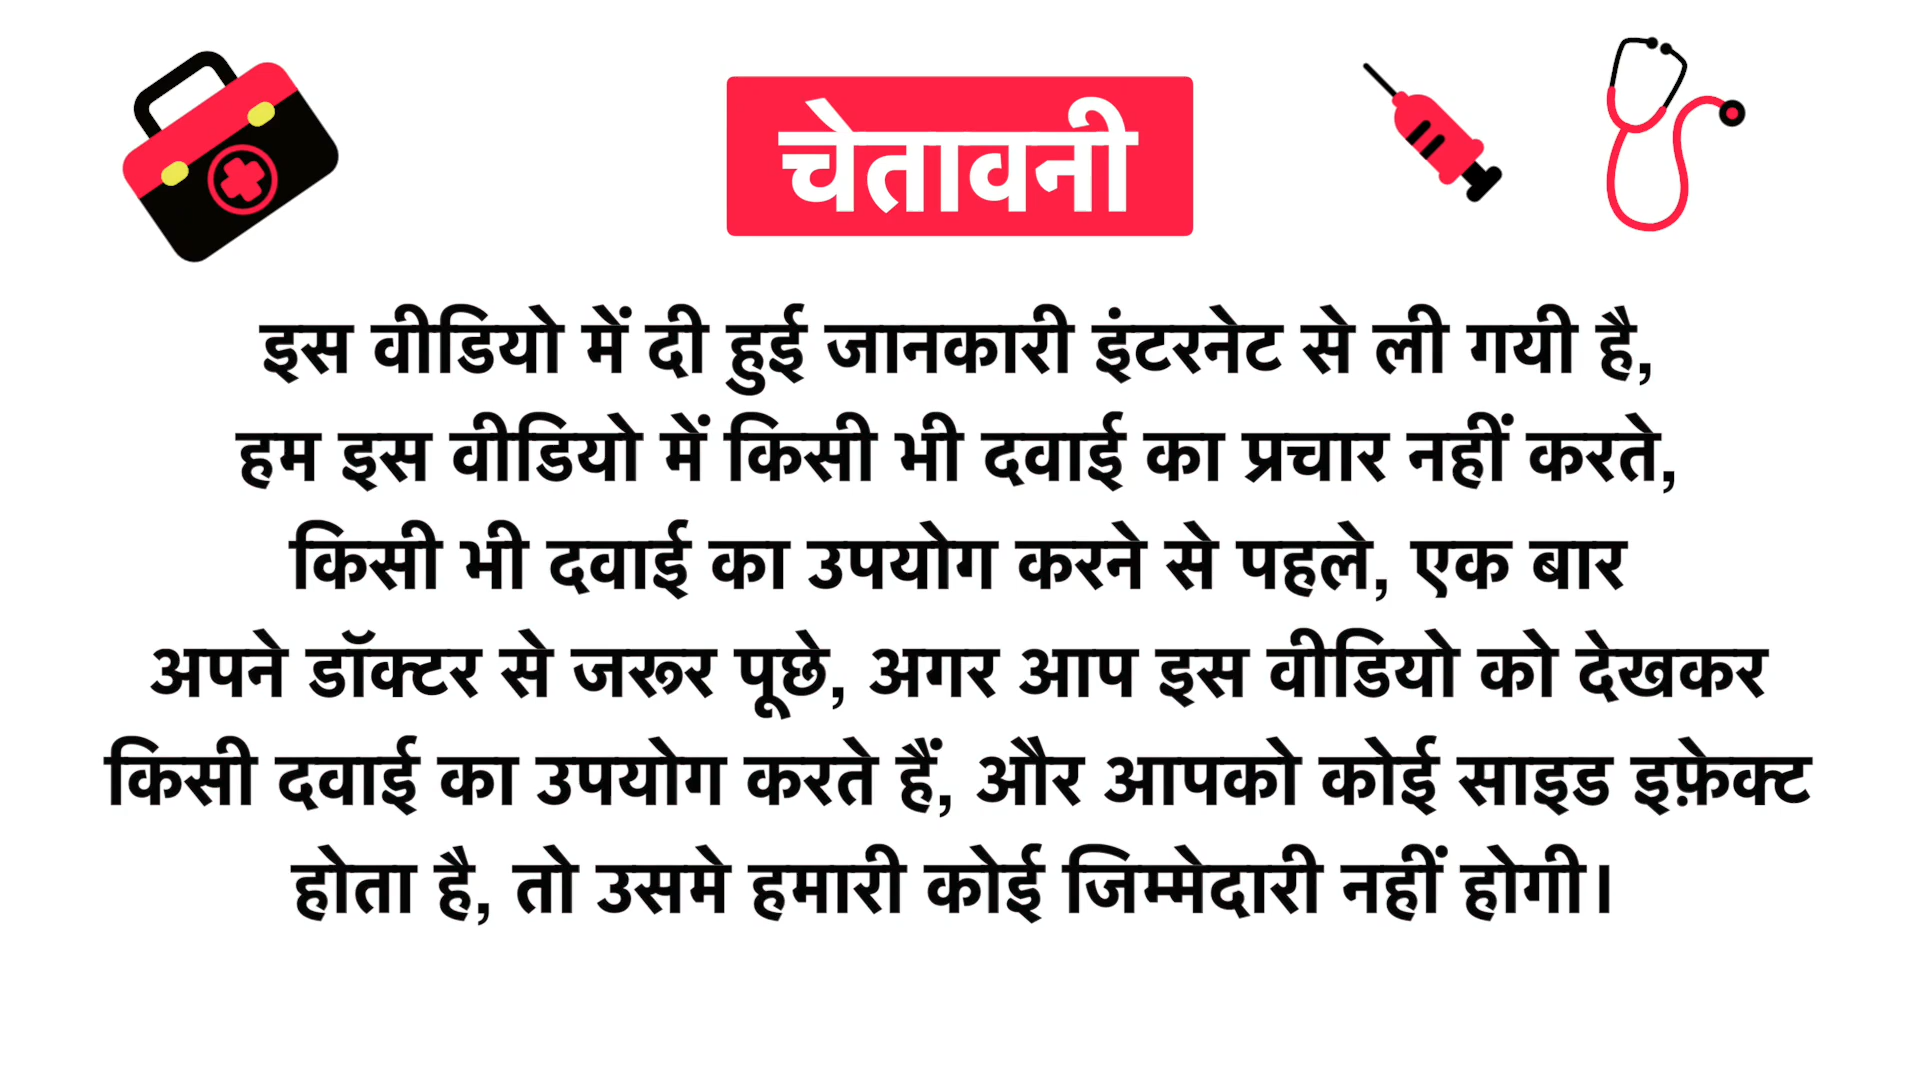 चेतावनी
इस वीडियो में दी हुई जानकारी इंटरनेट से ली गयी है,
हम इस वीडियो में किसी भी दवाई का प्रचार नहीं करते,
किसी भी दवाई का उपयोग करने से पहले, एक बार
अपने डॉक्टर से जरूर पूछे, अगर आप इस वीडियो को देखकर
किसी दवाई का उपयोग करते हैं, और आपको कोई साइड इफ़ेक्ट
होता है, तो उसमे हमारी कोई जिम्मेदारी नहीं होगी।